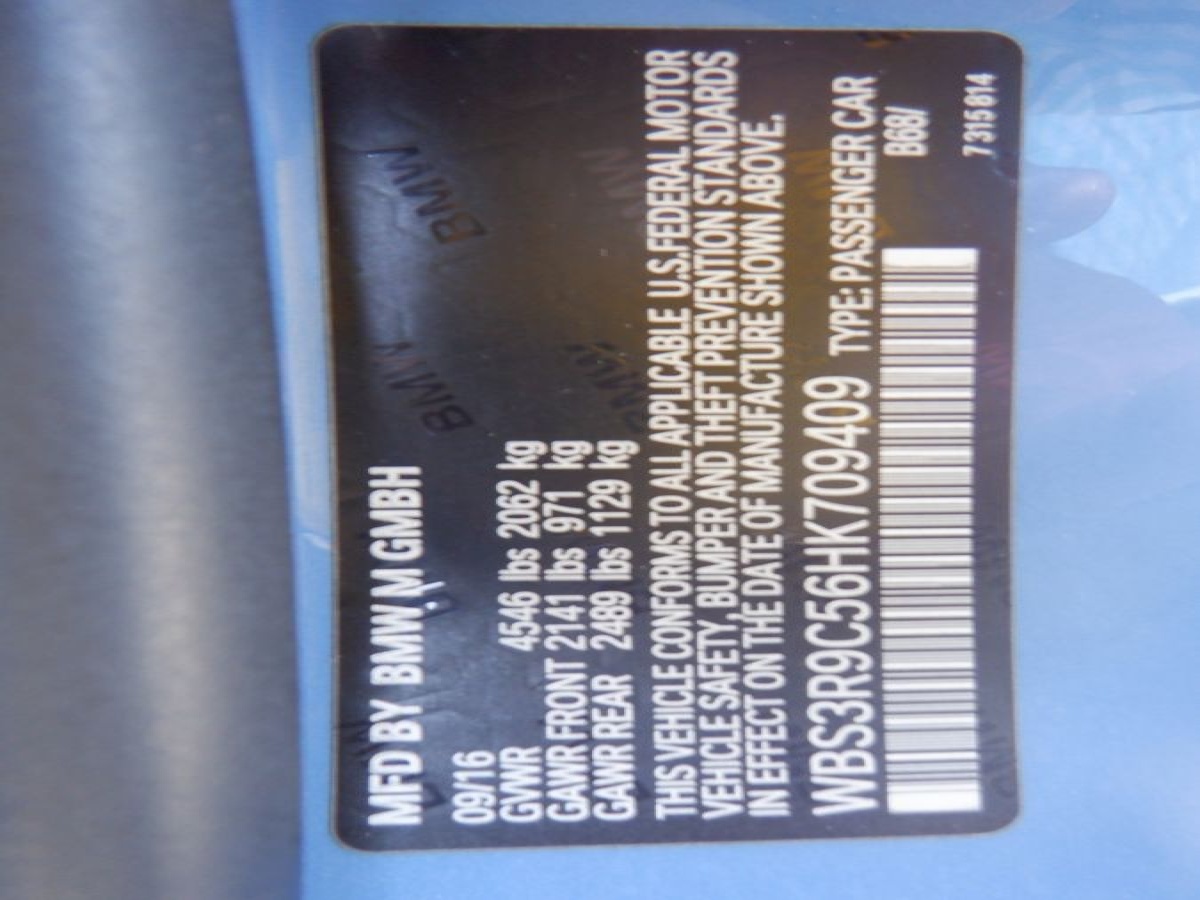 MFD BY BMW M GMBH
09/16
GVWR 4546 lbs 2062 kg
GAWR FRONT 2141 lbs 971 kg
GAWR REAR 2489 lbs 1129 kg
THIS VEHICLE CONFORMS TO ALL APPLICABLE U.S.FEDERAL MOTOR
VEHICLE SAFETY, BUMPER AND THEFT PREVENTION STANDARDS
IN EFFECT ON THE DATE OF MANUFACTURE SHOWN ABOVE.
WBS3R9C56HK709409 TYPE: PASSENGER CAR
B68/
7315814
BMW
BMW
BMW